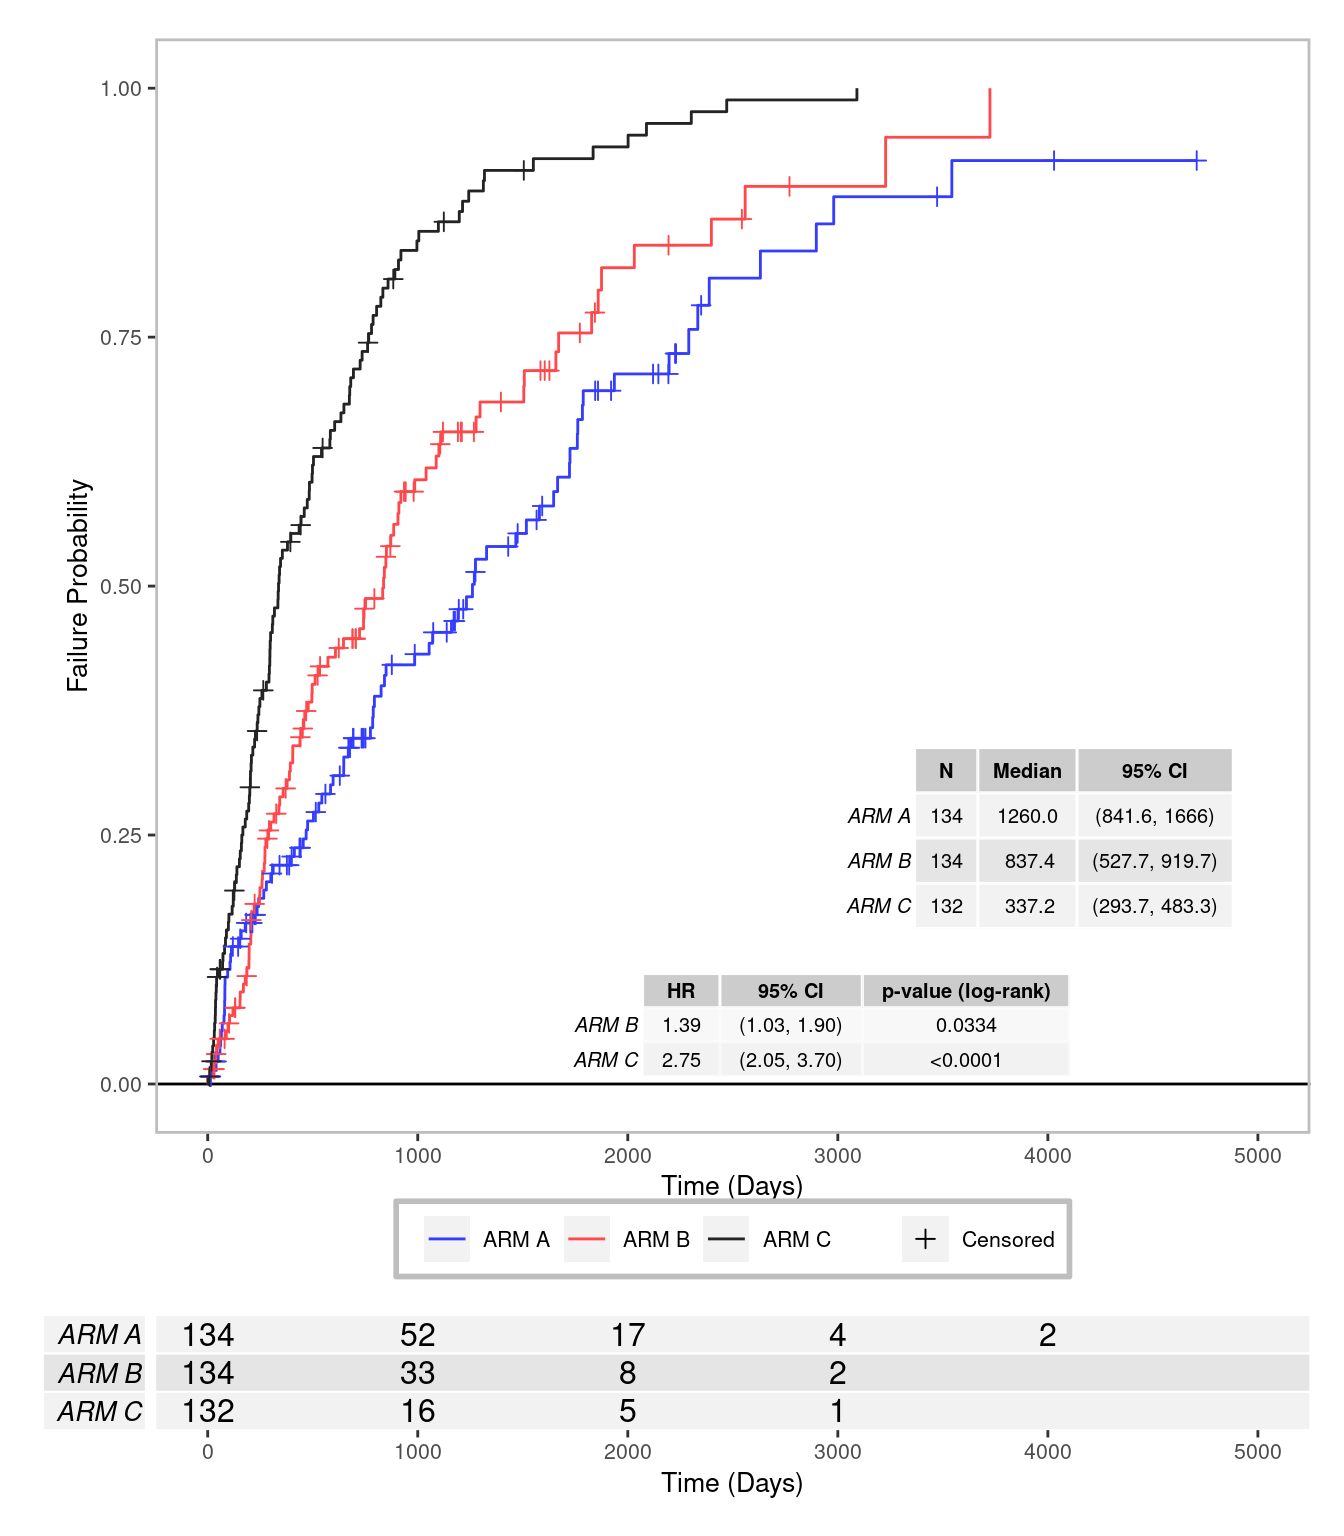 1.00
0.75
0.50
0.25
0.00
Failure Probability
N Median 95% CI
ARM A 134 1260.0 (841.6, 1666)
ARM B 134 837.4 (527.7, 919.7)
ARM C 132 337.2 (293.7, 483.3)
HR 95% CI p-value (log-rank)
ARM B 1.39 (1.03, 1.90) 0.0334
ARM C 2.75 (2.05, 3.70) <0.0001
0 1000 2000 3000 4000 5000
Time (Days)
ARM A ARM B ARM C Censored
ARM A 134 52 17 4 2
ARM B 134 33 8 2
ARM C 132 16 5 1
0 1000 2000 3000 4000 5000
Time (Days)